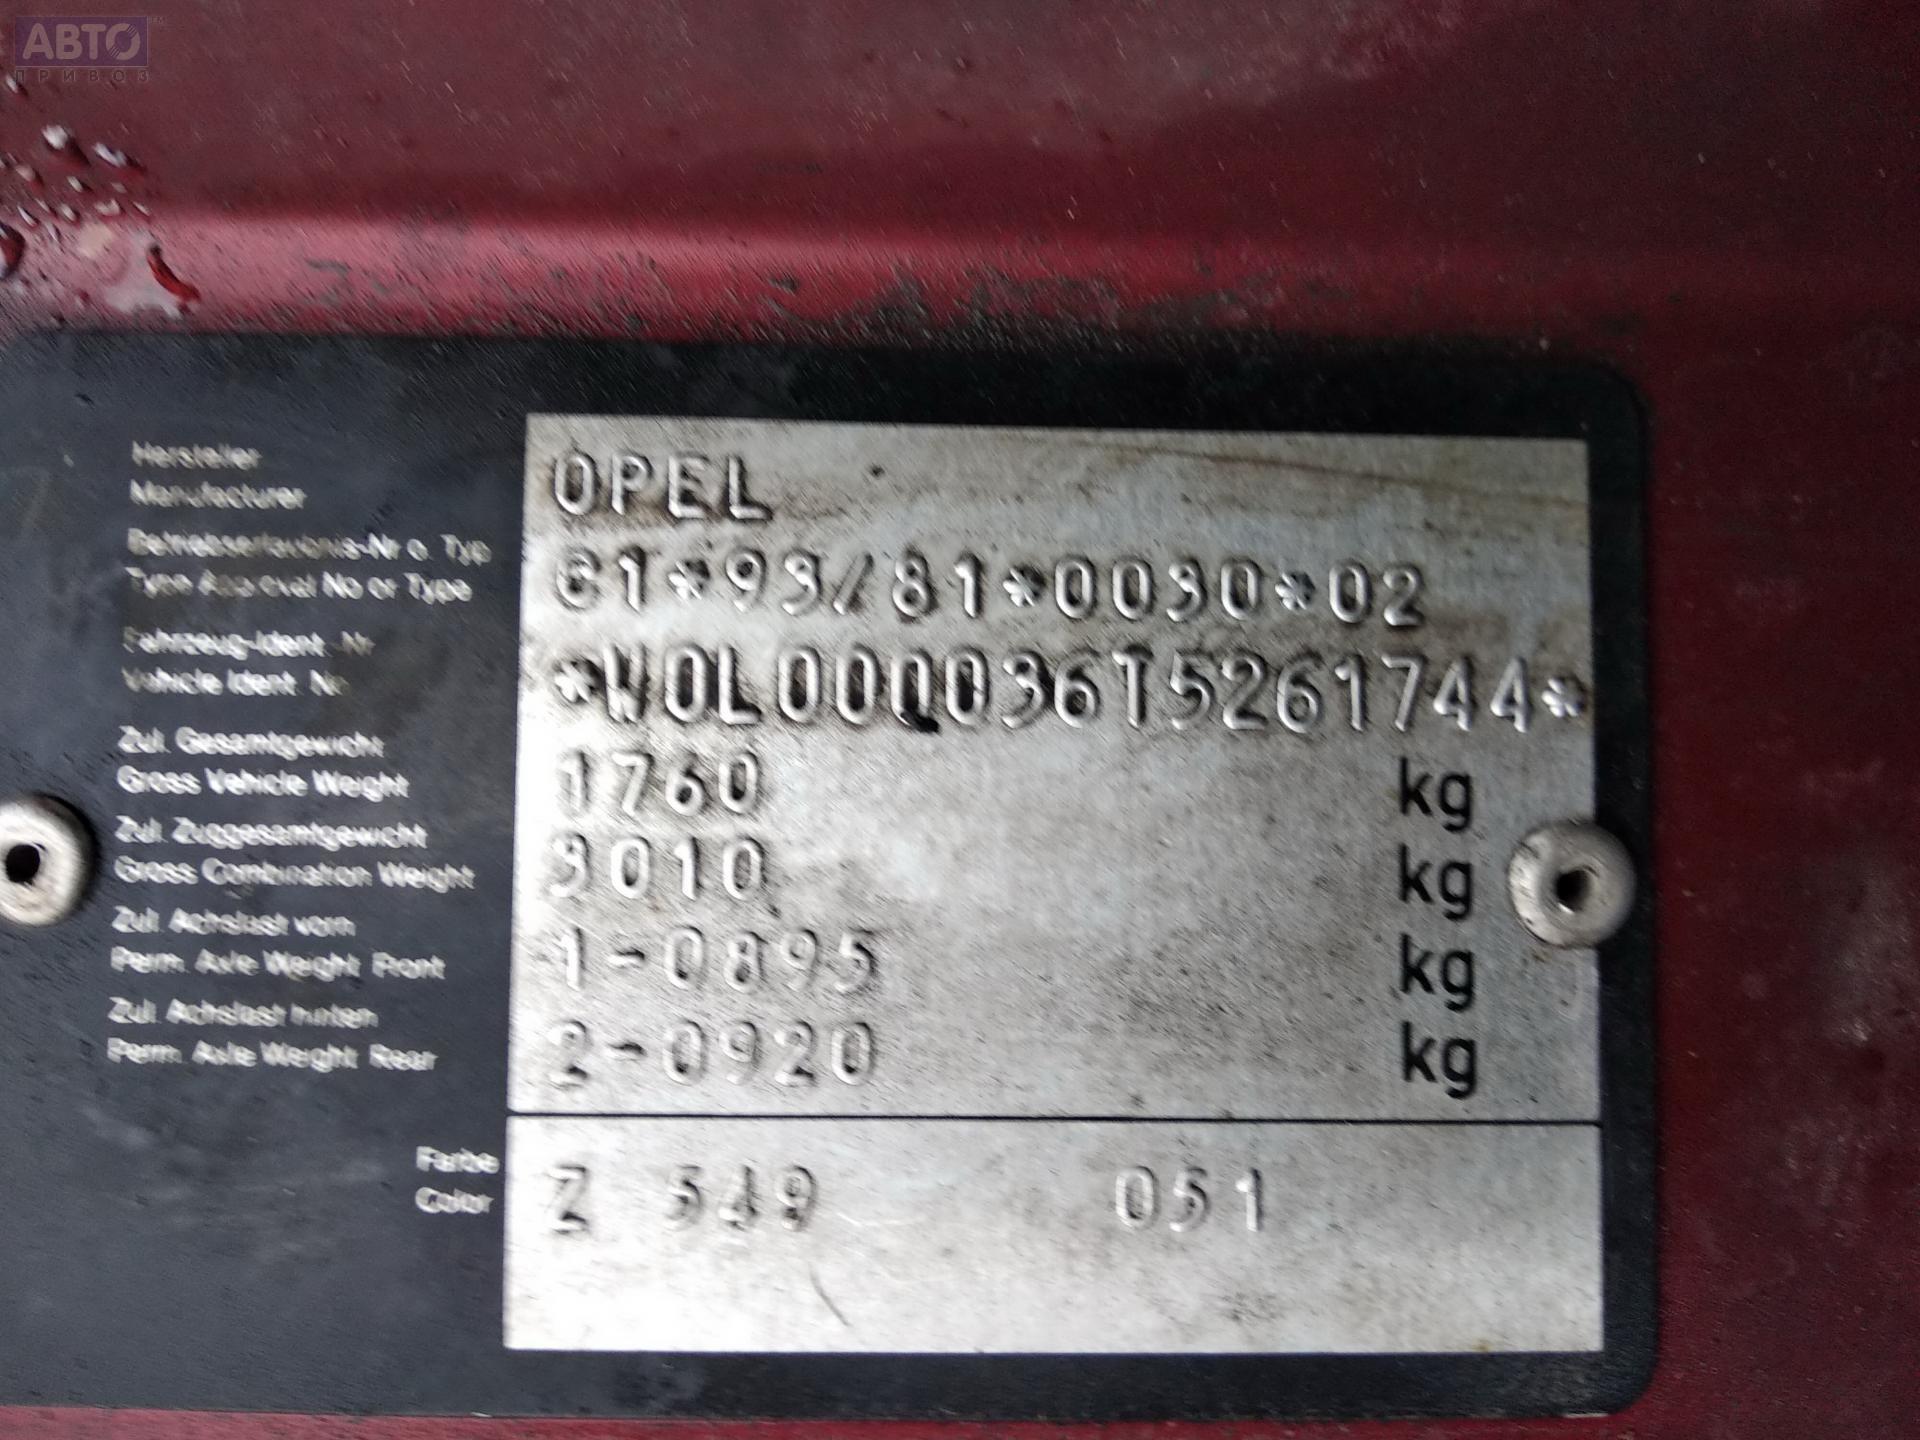 АВТО
ПРИВОЗ
Hersteller
Manufacturer
OPEL
Betriebserlaubnis-Nr o. Typ
Type Approval No or Type
G1*93/81*0030*02
Fahrzeug-Ident.-Nr
Vehicle Ident. No
*W0L000036T5261744*
Zul. Gesamtgewicht
Gross Vehicle Weight
1760 kg
Zul. Zuggesamtgewicht
Gross Combination Weight
3010 kg
Zul. Achslast vorn
Perm. Axle Weight Front
1-0895 kg
Zul. Achslast hinten
Perm. Axle Weight Rear
2-0920 kg
Farbe
Color
Z 549 051